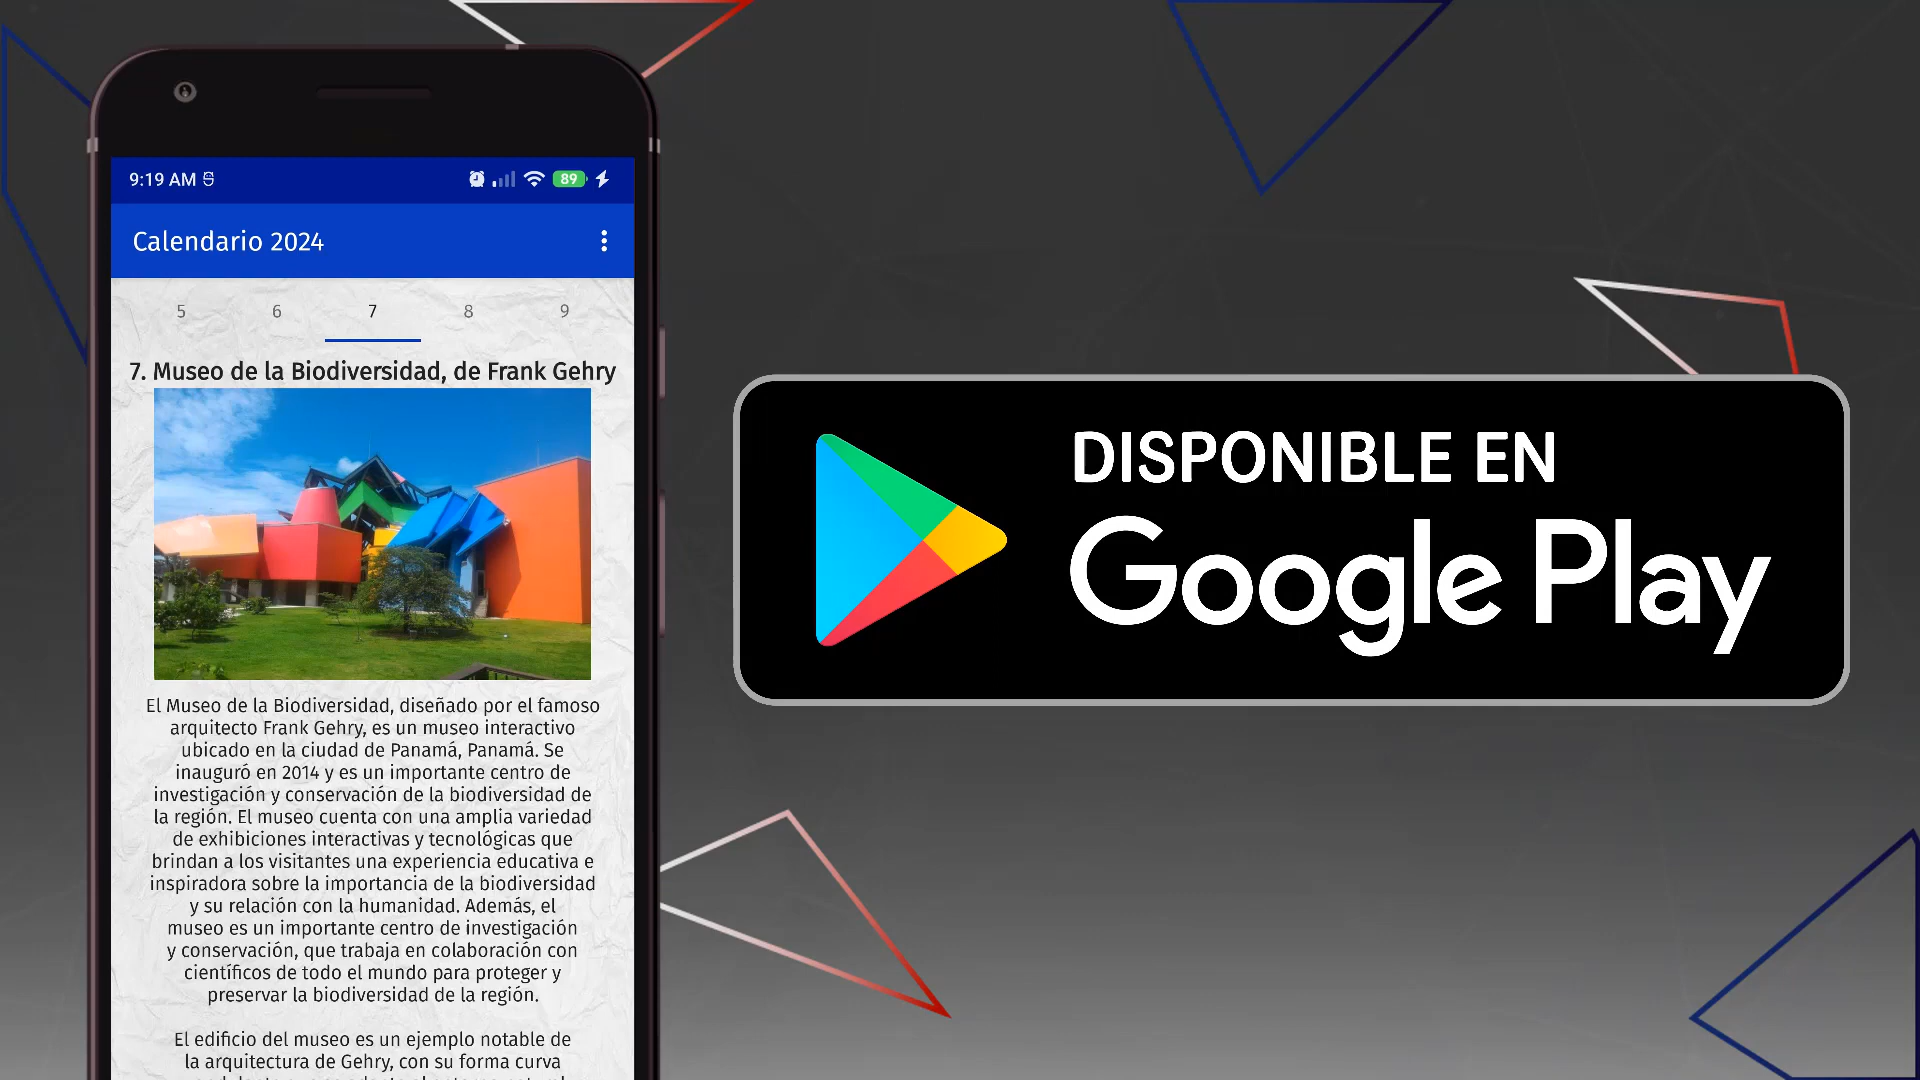 9:19 AM
89
Calendario 2024
5 6 7 8 9
7. Museo de la Biodiversidad, de Frank Gehry
El Museo de la Biodiversidad, diseñado por el famoso
arquitecto Frank Gehry, es un museo interactivo
ubicado en la ciudad de Panamá, Panamá. Se
inauguró en 2014 y es un importante centro de
investigación y conservación de la biodiversidad de
la región. El museo cuenta con una amplia variedad
de exhibiciones interactivas y tecnológicas que
brindan a los visitantes una experiencia educativa e
inspiradora sobre la importancia de la biodiversidad
y su relación con la humanidad. Además, el
museo es un importante centro de investigación
y conservación, que trabaja en colaboración con
científicos de todo el mundo para proteger y
preservar la biodiversidad de la región.
El edificio del museo es un ejemplo notable de
la arquitectura de Gehry, con su forma curva
DISPONIBLE EN
Google Play